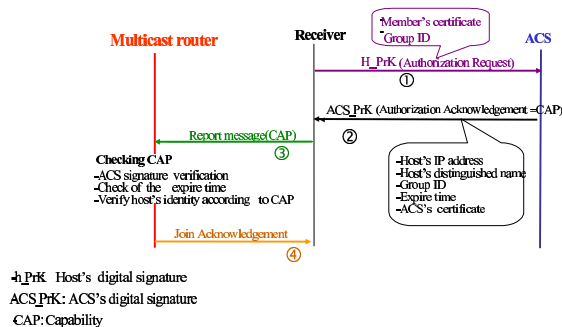 -Member's certificate
-Group ID
Multicast router
Receiver
ACS
H_PrK (Authorization Request)
①
ACS_PrK (Authorization Acknowledgement =CAP)
②
Report message(CAP)
③
Checking CAP
-ACS signature verification
-Check of the expire time
-Verify host's identity according to CAP
-Host's IP address
-Host's distinguished name
-Group ID
-Expire time
-ACS's certificate
Join Acknowledgement
④
-h_PrK Host's digital signature
ACS_PrK: ACS's digital signature
-CAP: Capability